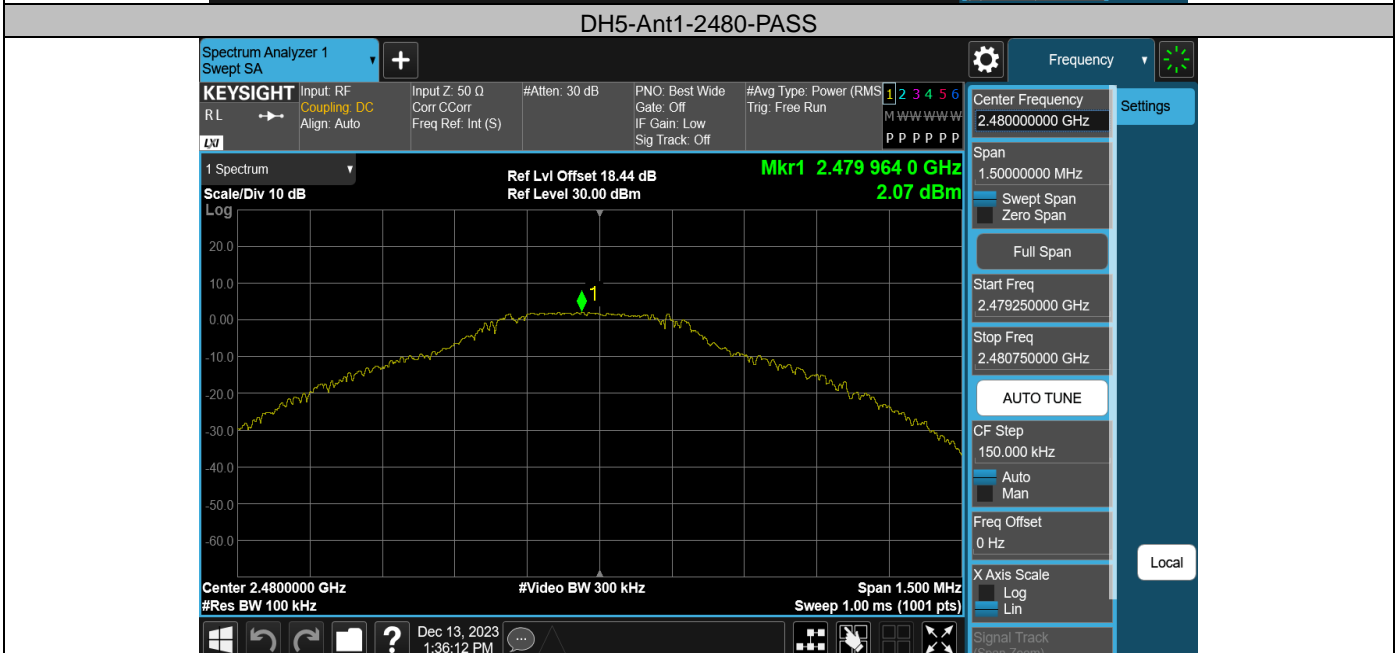 DH5-Ant1-2480-PASS
Spectrum Analyzer 1
Swept SA
+
Frequency
KEYSIGHT
RL
LXI
Input: RF
Coupling: DC
Align: Auto
Input Z: 50 Ω
Corr CCorr
Freq Ref: Int (S)
#Atten: 30 dB
PNO: Best Wide
Gate: Off
IF Gain: Low
Sig Track: Off
#Avg Type: Power (RMS
Trig: Free Run
1 2 3 4 5 6
M W W W W W
P P P P P P
1 Spectrum
Scale/Div 10 dB
Log
Ref Lvl Offset 18.44 dB
Ref Level 30.00 dBm
Mkr1 2.479 964 0 GHz
2.07 dBm
20.0
10.0
0.00
-10.0
-20.0
-30.0
-40.0
-50.0
-60.0
1
Center 2.4800000 GHz
#Res BW 100 kHz
#Video BW 300 kHz
Span 1.500 MHz
Sweep 1.00 ms (1001 pts)
Center Frequency
2.480000000 GHz
Span
1.50000000 MHz
Swept Span
Zero Span
Full Span
Start Freq
2.479250000 GHz
Stop Freq
2.480750000 GHz
AUTO TUNE
CF Step
150.000 kHz
Auto
Man
Freq Offset
0 Hz
X Axis Scale
Log
Lin
Signal Track
(Span Zoom)
Settings
Local
?
Dec 13, 2023
1:36:12 PM